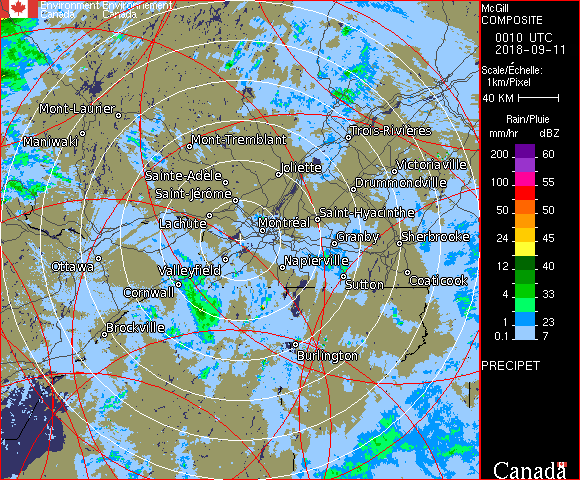 Environment Environnement
Canada Canada
Mont-Laurier
Maniwaki
Mont-Tremblant
Trois-Rivières
Sainte-Adèle
Joliette
Victoriaville
Saint-Jérôme
Drummondville
Lachute
Montréal
Saint-Hyacinthe
Granby
Sherbrooke
Ottawa
Valleyfield
Napierville
Cornwall
Sutton
Coaticook
Brockville
Burlington
McGill
COMPOSITE
0010 UTC
2018-09-11
Scale/Échelle:
1km/Pixel
40 KM
Rain/Pluie
mm/hr dBZ
200 60
100 55
50 50
24 45
12 40
8 33
4 28
1 23
0.1 7
PRECIPET
Canada